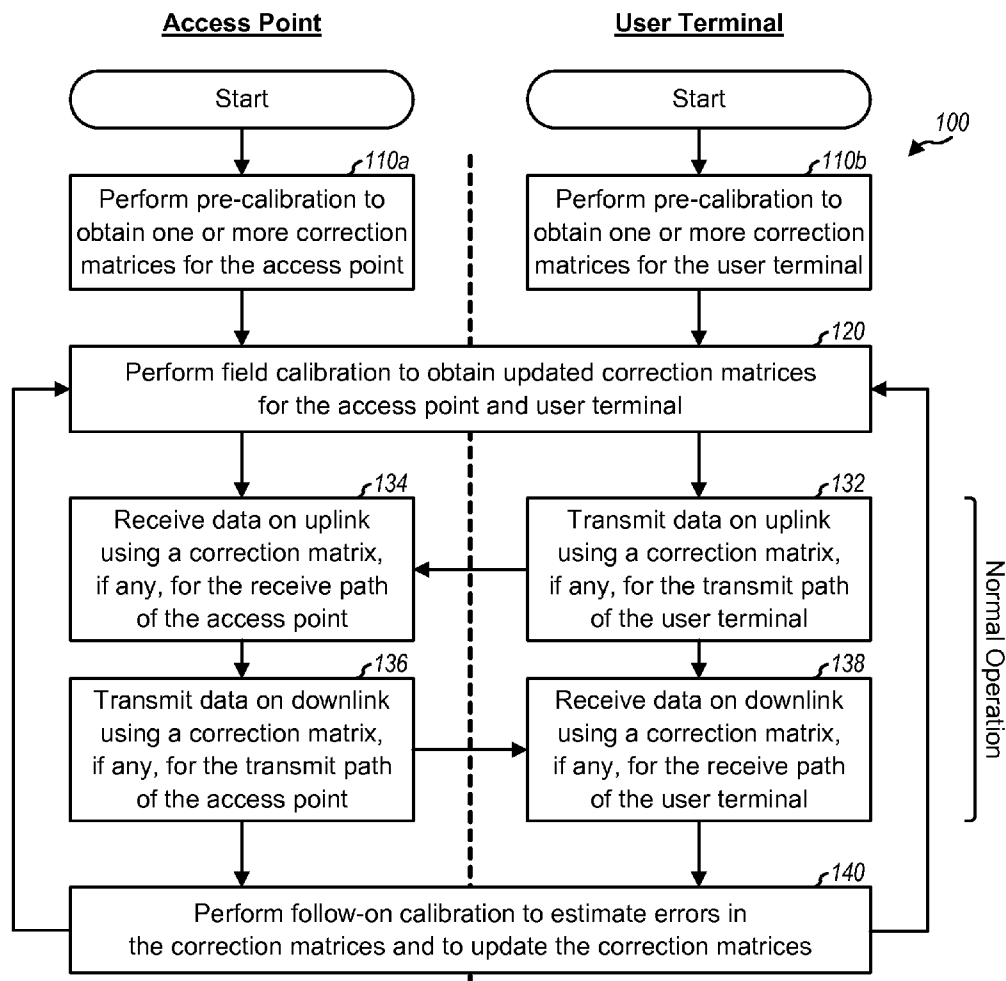 Access Point
User Terminal
Start
Start
100
110a
110b
Perform pre-calibration to
obtain one or more correction
matrices for the access point
Perform pre-calibration to
obtain one or more correction
matrices for the user terminal
120
Perform field calibration to obtain updated correction matrices
for the access point and user terminal
134
132
Receive data on uplink
using a correction matrix,
if any, for the receive path
of the access point
Transmit data on uplink
using a correction matrix,
if any, for the transmit path
of the user terminal
136
138
Transmit data on downlink
using a correction matrix,
if any, for the transmit path
of the access point
Receive data on downlink
using a correction matrix,
if any, for the receive path
of the user terminal
Normal Operation
140
Perform follow-on calibration to estimate errors in
the correction matrices and to update the correction matrices